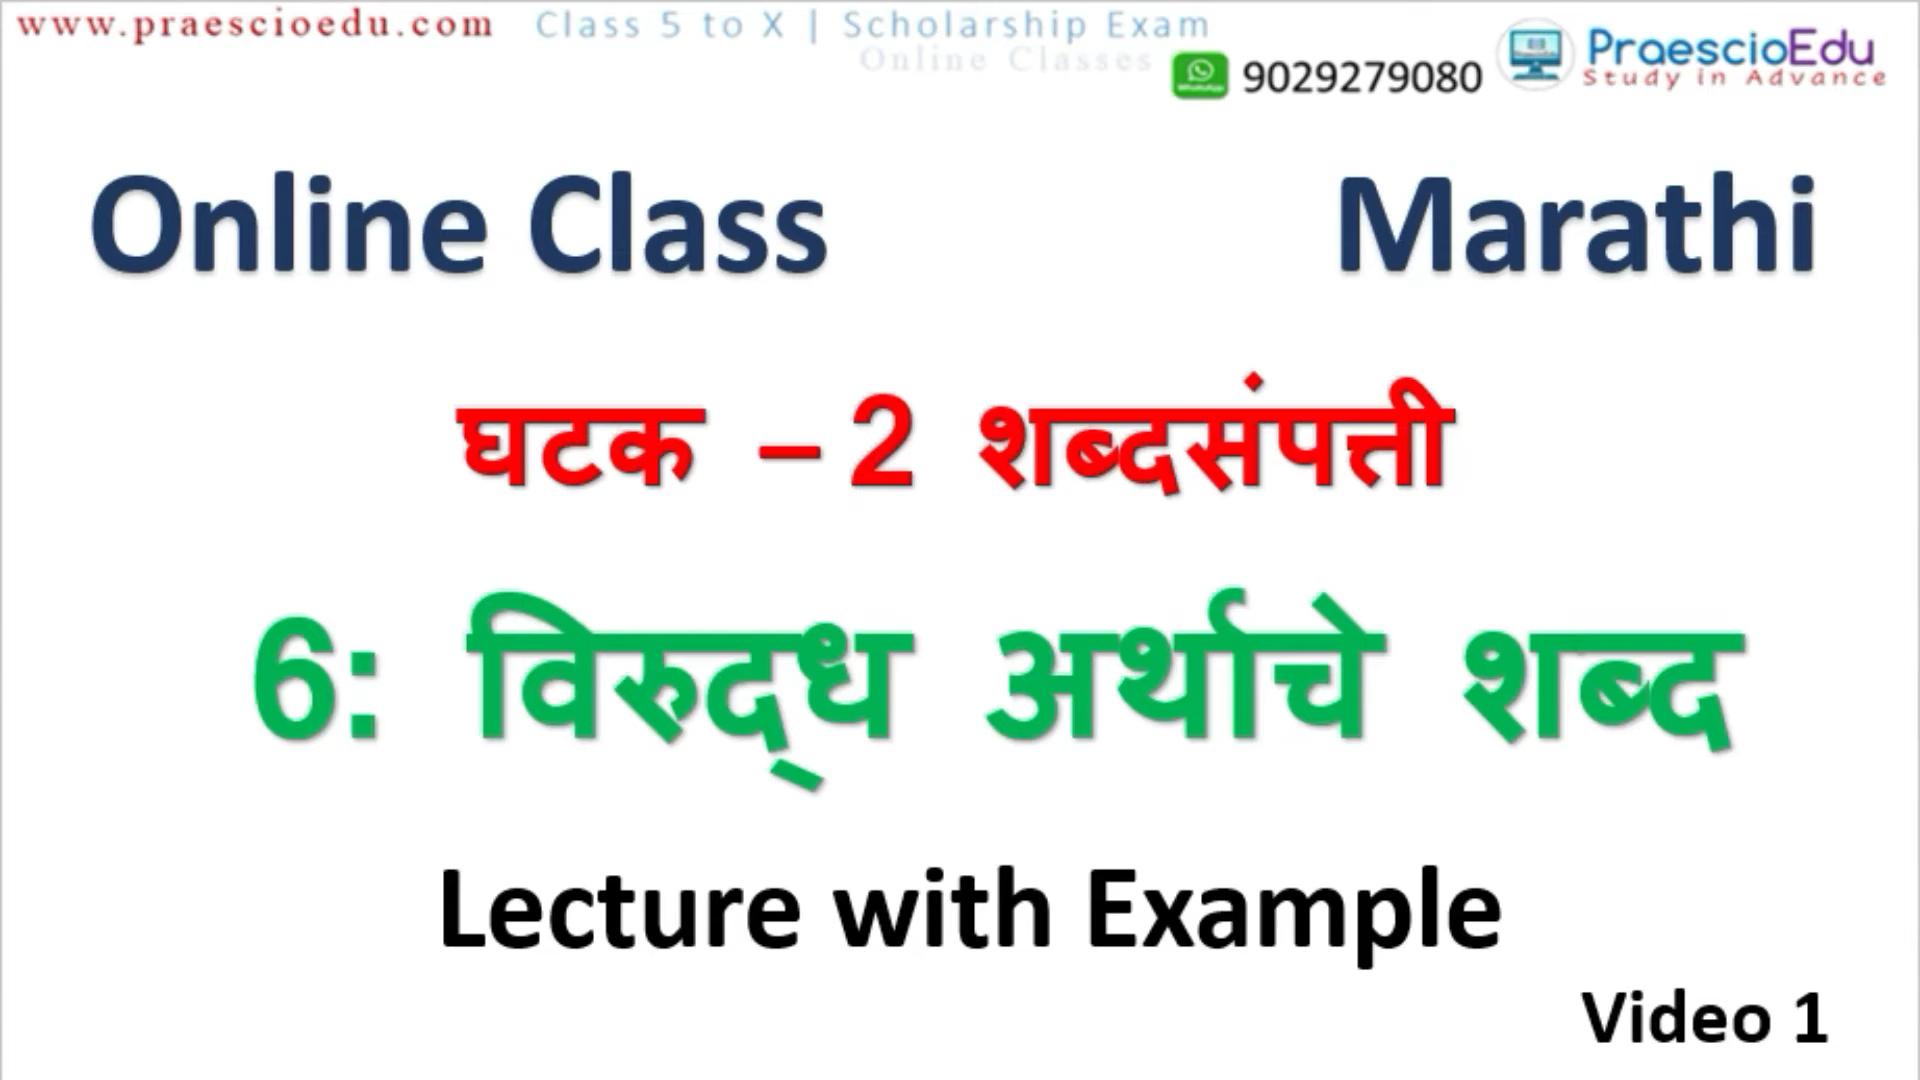 www.praescioedu.com Class 5 to X | Scholarship Exam
Online Classes
WhatsApp 9029279080 PraescioEdu
Study in Advance
Online Class Marathi
घटक – 2 शब्दसंपत्ती
6: विरुद्‌ध अर्थाचे शब्द
Lecture with Example
Video 1